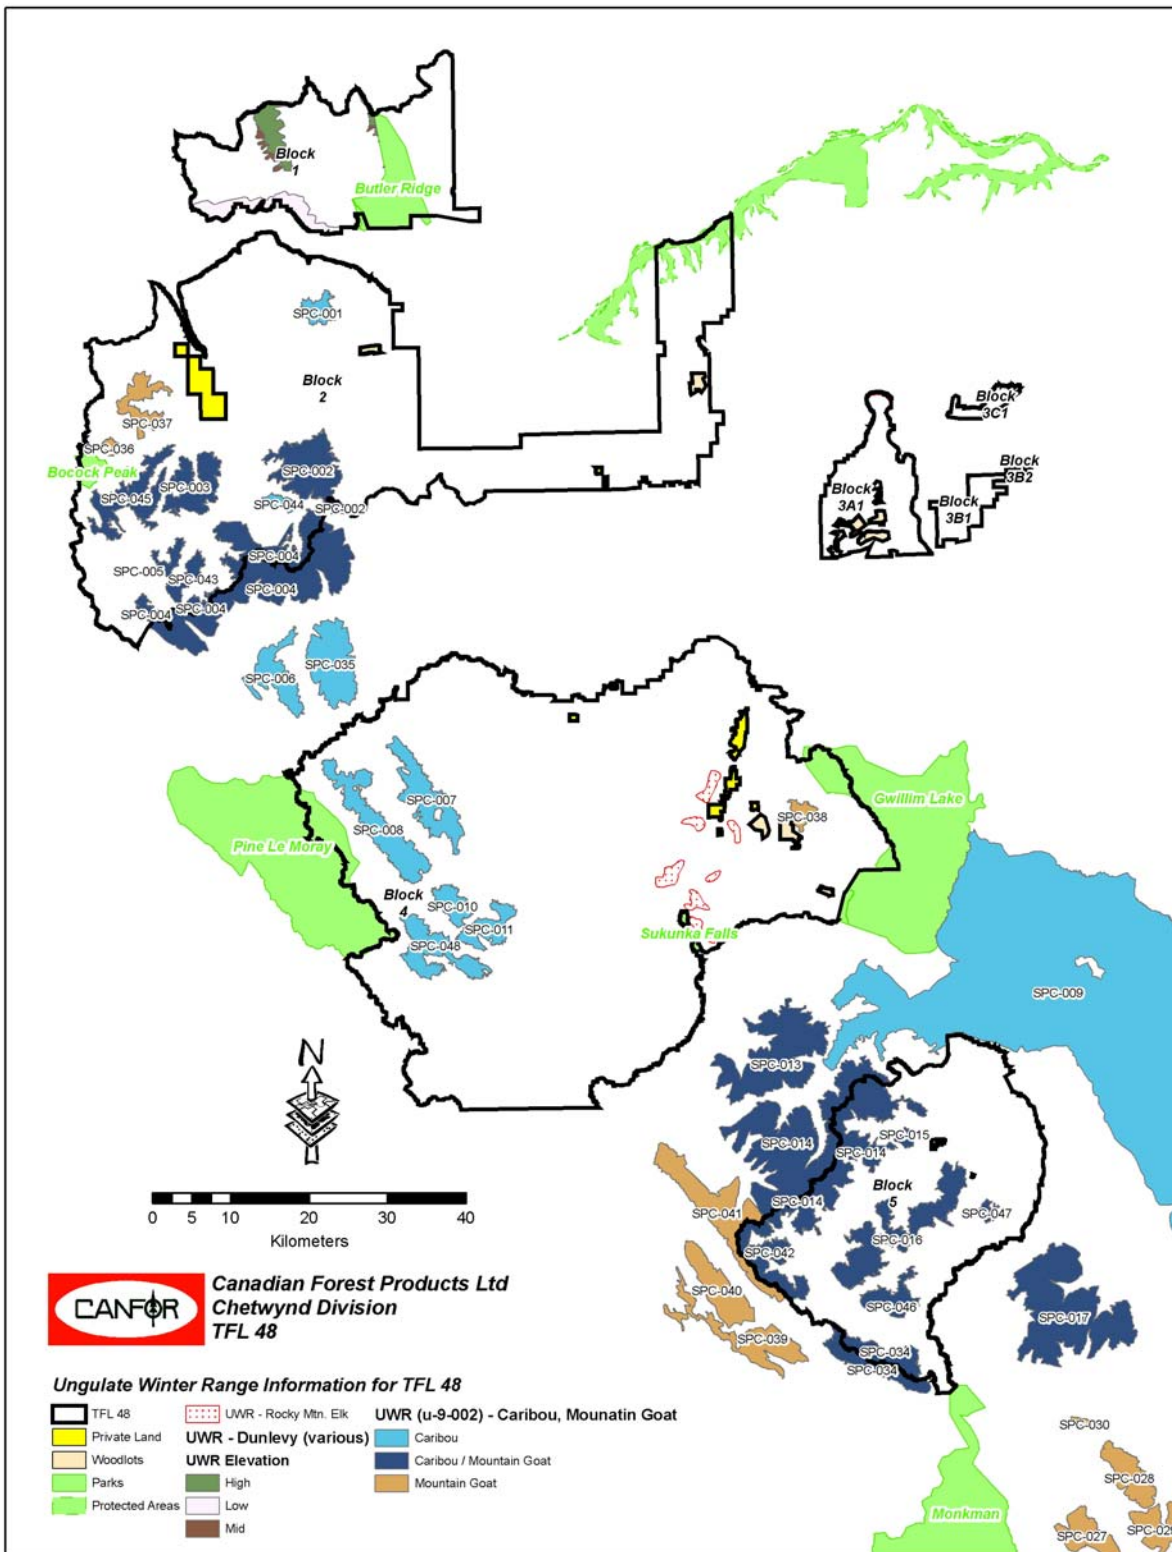 Block
1
Butler Ridge
SPC-001
Block
2
SPC-037
SPC-036
Bocock Peak
SPC-045
SPC-003
SPC-002
SPC-044
SPC-002
SPC-004
SPC-005
SPC-043
SPC-004
SPC-004
SPC-004
Block
3C1
Block
3B2
Block
3A1
Block
3B1
SPC-006
SPC-035
SPC-007
SPC-008
Pine Le Moray
Block
4
SPC-010
SPC-011
SPC-048
Gwillim Lake
SPC-038
Sukunka Falls
SPC-009
SPC-013
SPC-014
SPC-015
SPC-014
SPC-014
Block
5
SPC-041
SPC-047
SPC-042
SPC-016
SPC-040
SPC-046
SPC-039
SPC-017
SPC-034
SPC-034
SPC-030
SPC-028
Monkman
SPC-027
N
0 5 10 20 30 40
Kilometers
CANFOR
Canadian Forest Products Ltd
Chetwynd Division
TFL 48
Ungulate Winter Range Information for TFL 48
TFL 48
Private Land
Woodlots
Parks
Protected Areas
UWR - Rocky Mtn. Elk
UWR - Dunlevy (various)
UWR Elevation
High
Low
Mid
UWR (u-9-002) - Caribou, Mounatin Goat
Caribou
Caribou / Mountain Goat
Mountain Goat